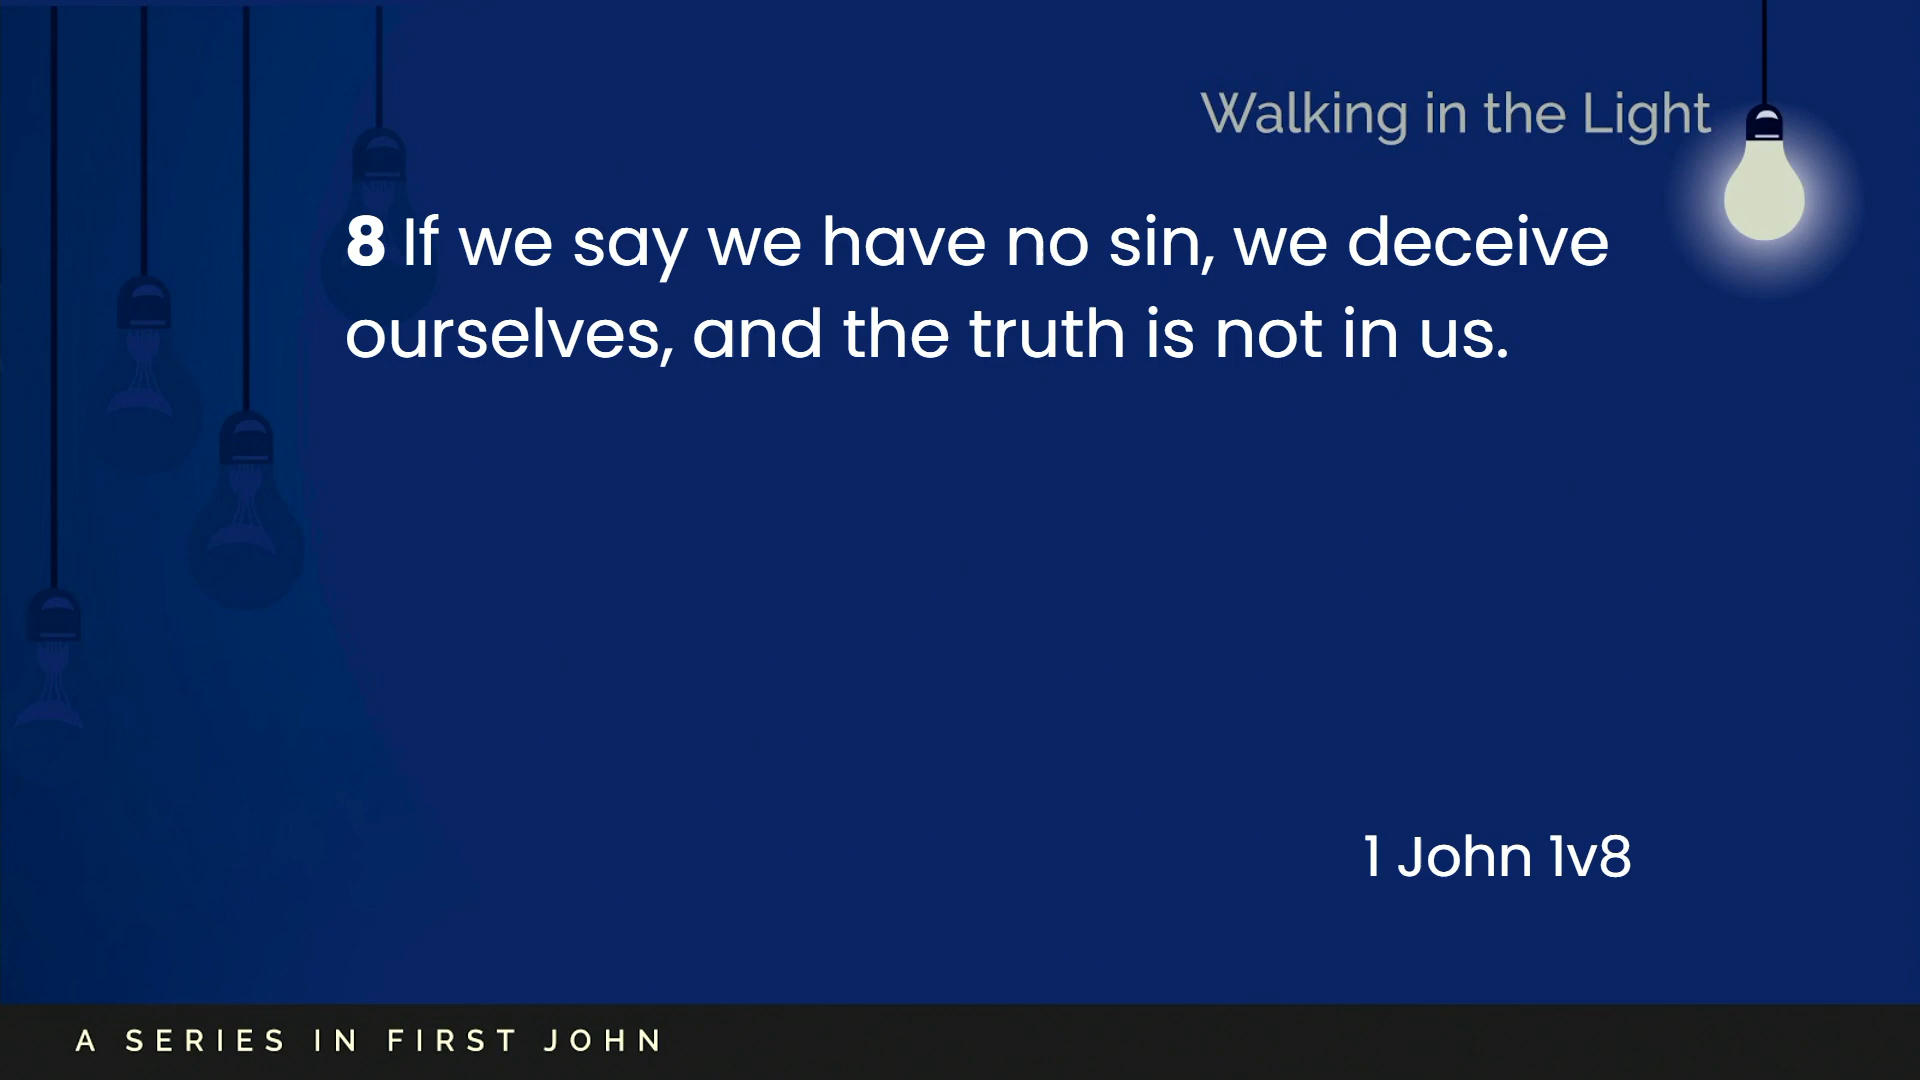 Walking in the Light
8 If we say we have no sin, we deceive
ourselves, and the truth is not in us.
1 John 1v8
A SERIES IN FIRST JOHN